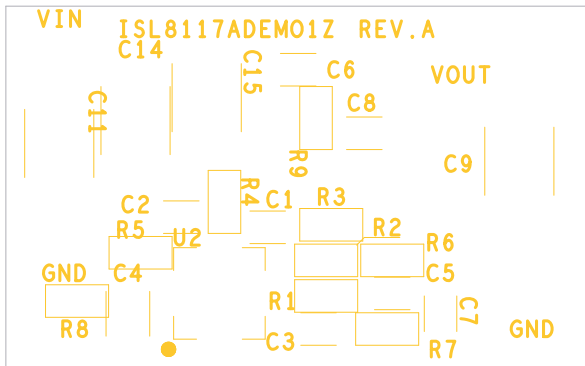 VIN
ISL8117ADEMO1Z REV.A
C14
C15
C6
VOUT
C11
C8
R9
C9
R4
C2
C1
R3
R5
U2
R2
R6
GND
C4
C5
R1
C7
R8
GND
C3
R7